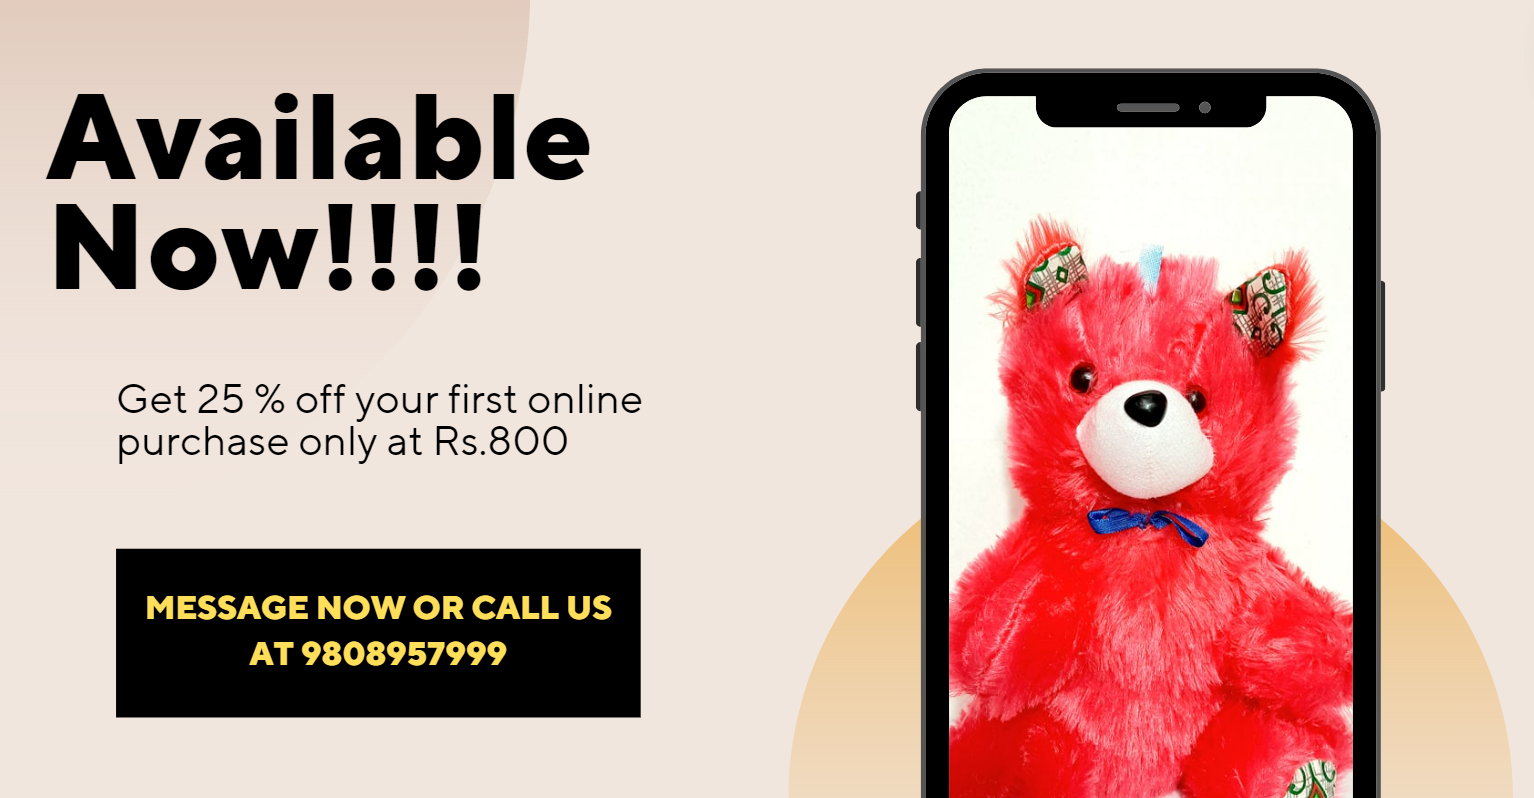 Available
Now!!!!
Get 25 % off your first online
purchase only at Rs.800
MESSAGE NOW OR CALL US
AT 9808957999